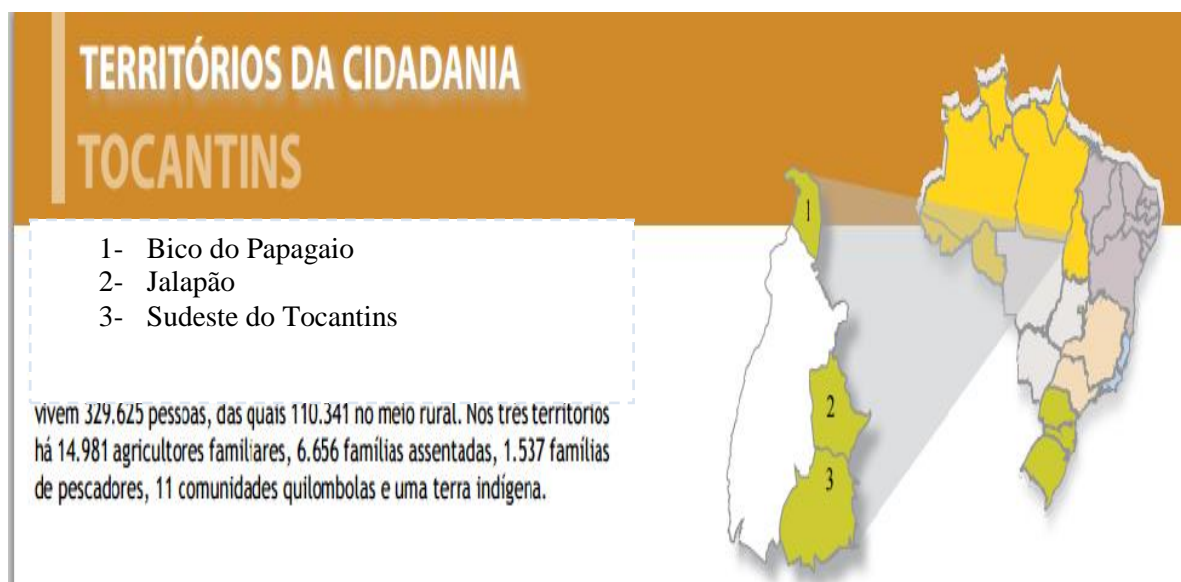 TERRITÓRIOS DA CIDADANIA
TOCANTINS
1- Bico do Papagaio
2- Jalapão
3- Sudeste do Tocantins
vivem 329.625 pessoas, das quais 110.341 no meio rural. Nos três territórios
há 14.981 agricultores familiares, 6.656 famílias assentadas, 1.537 famílias
de pescadores, 11 comunidades quilombolas e uma terra indígena.
1
2
3